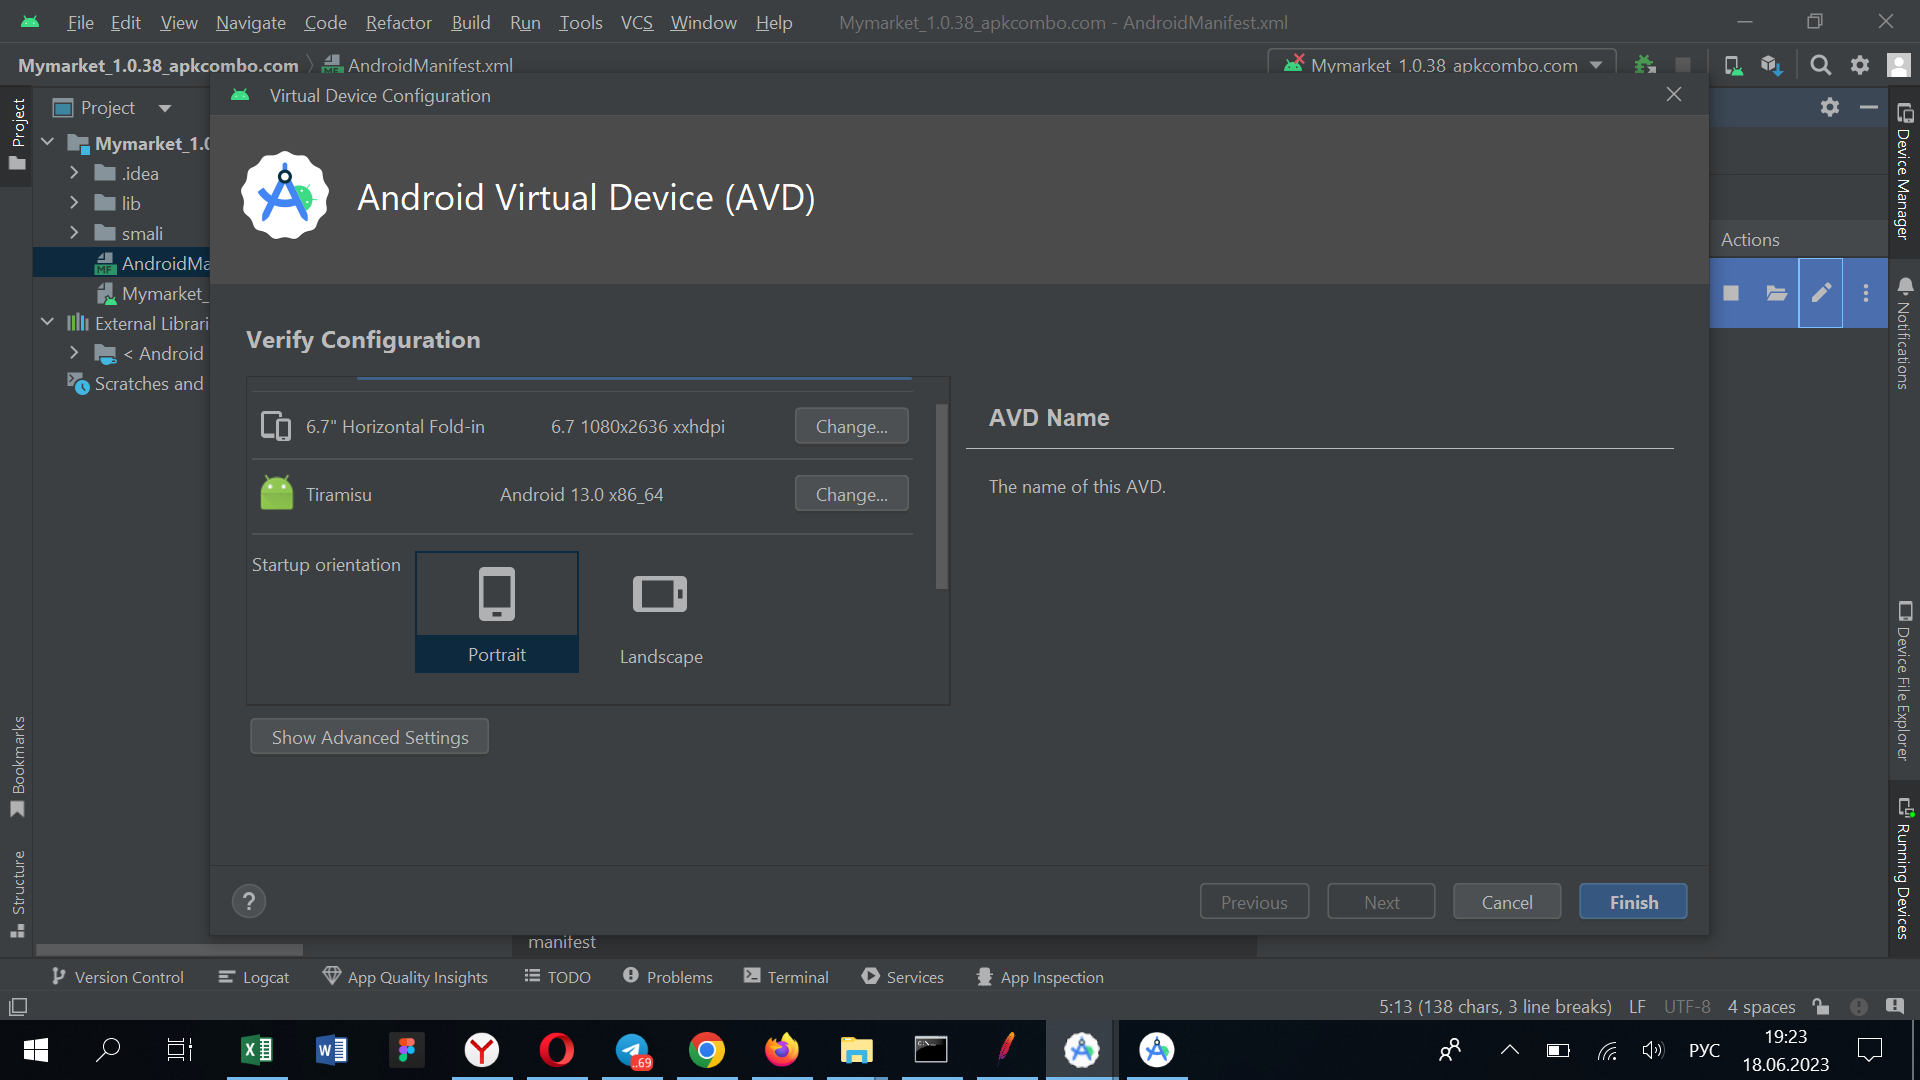 File Edit View Navigate Code Refactor Build Run Tools VCS Window Help Mymarket_1.0.38_apkcombo.com - AndroidManifest.xml
Mymarket_1.0.38_apkcombo.com AndroidManifest.xml Mymarket_1.0.38_apkcombo.com
Project
Project
Virtual Device Configuration
Mymarket_1.0
.idea
lib
smali
AndroidMa
Mymarket_
External Librari
< Android
Scratches and
Android Virtual Device (AVD)
Actions
Verify Configuration
6.7" Horizontal Fold-in 6.7 1080x2636 xxhdpi Change...
Tiramisu Android 13.0 x86_64 Change...
Startup orientation
Portrait
Landscape
AVD Name
The name of this AVD.
Show Advanced Settings
? Previous Next Cancel Finish
manifest
Device Manager
Notifications
Device File Explorer
Running Devices
Bookmarks
Structure
Version Control Logcat App Quality Insights TODO Problems Terminal Services App Inspection
5:13 (138 chars, 3 line breaks) LF UTF-8 4 spaces
69
РУС
19:23
18.06.2023